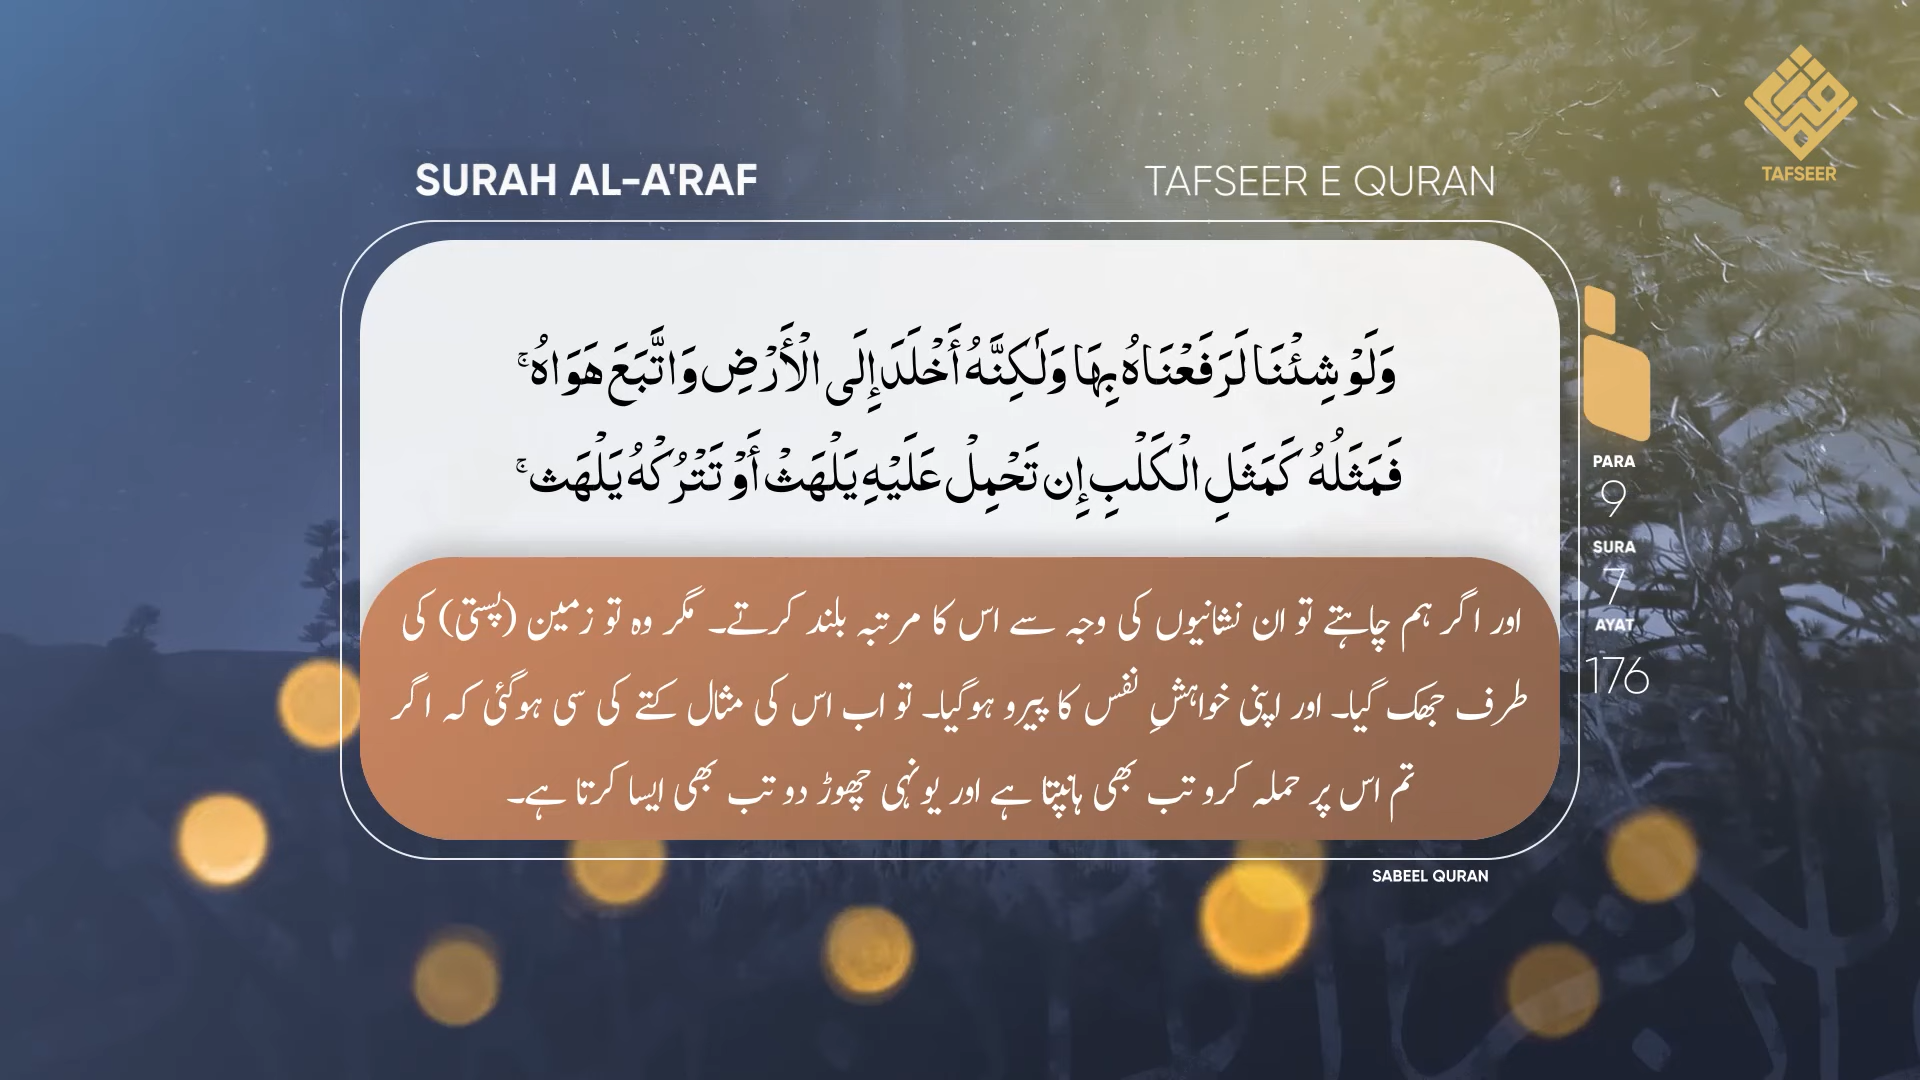 SURAH AL-A'RAF
TAFSEER E QURAN
TAFSEER
وَلَوْ شِئْنَا لَرَفَعْنَاهُ بِهَا وَلَٰكِنَّهُ أَخْلَدَ إِلَى الْأَرْضِ وَاتَّبَعَ هَوَاهُ ۚ
فَمَثَلُهُ كَمَثَلِ الْكَلْبِ إِن تَحْمِلْ عَلَيْهِ يَلْهَثْ أَوْ تَتْرُكْهُ يَلْهَث ۚ
اور اگر ہم چاہتے تو ان نشانیوں کی وجہ سے اس کا مرتبہ بلند کرتے۔ مگر وہ تو زمین (پستی) کی
طرف جھک گیا۔ اور اپنی خواہشِ نفس کا پیرو ہوگیا۔ تو اب اس کی مثال کتے کی سی ہوگئی کہ اگر
تم اس پر حملہ کرو تب بھی ہانپتا ہے اور یونہی چھوڑ دو تب بھی ایسا کرتا ہے۔
PARA
9
SURA
7
AYAT
176
SABEEL QURAN